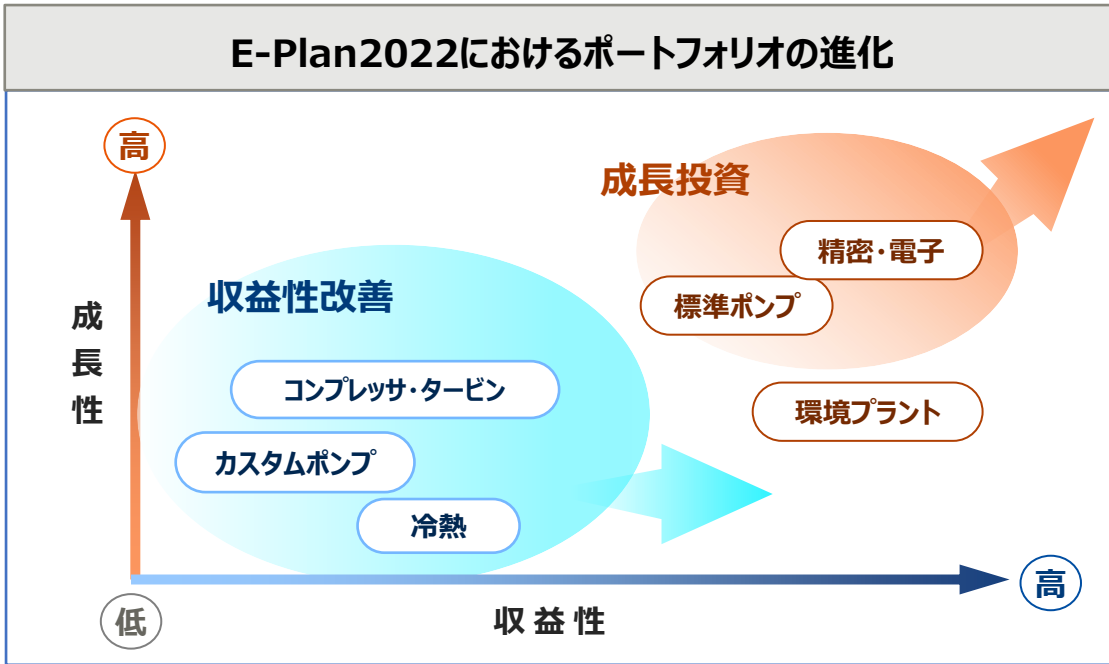 E-Plan2022におけるポートフォリオの進化
高
成長投資
精密・電子
収益性改善
標準ポンプ
成長性
コンプレッサ・タービン
環境プラント
カスタムポンプ
冷熱
高
低
収益性